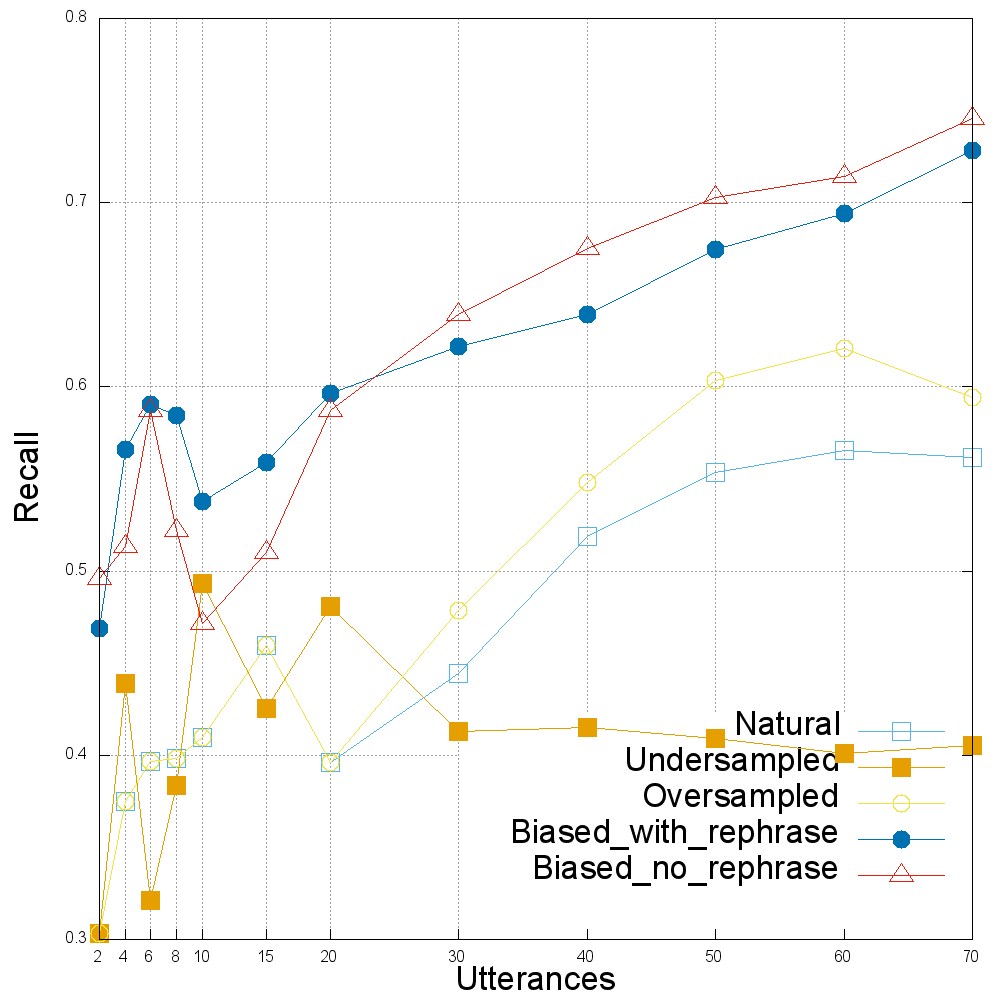 0.8
0.7
0.6
0.5
0.4
0.3
Recall
Natural
Undersampled
Oversampled
Biased_with_rephrase
Biased_no_rephrase
2 4 6 8 10 15 20 30 40 50 60 70
Utterances